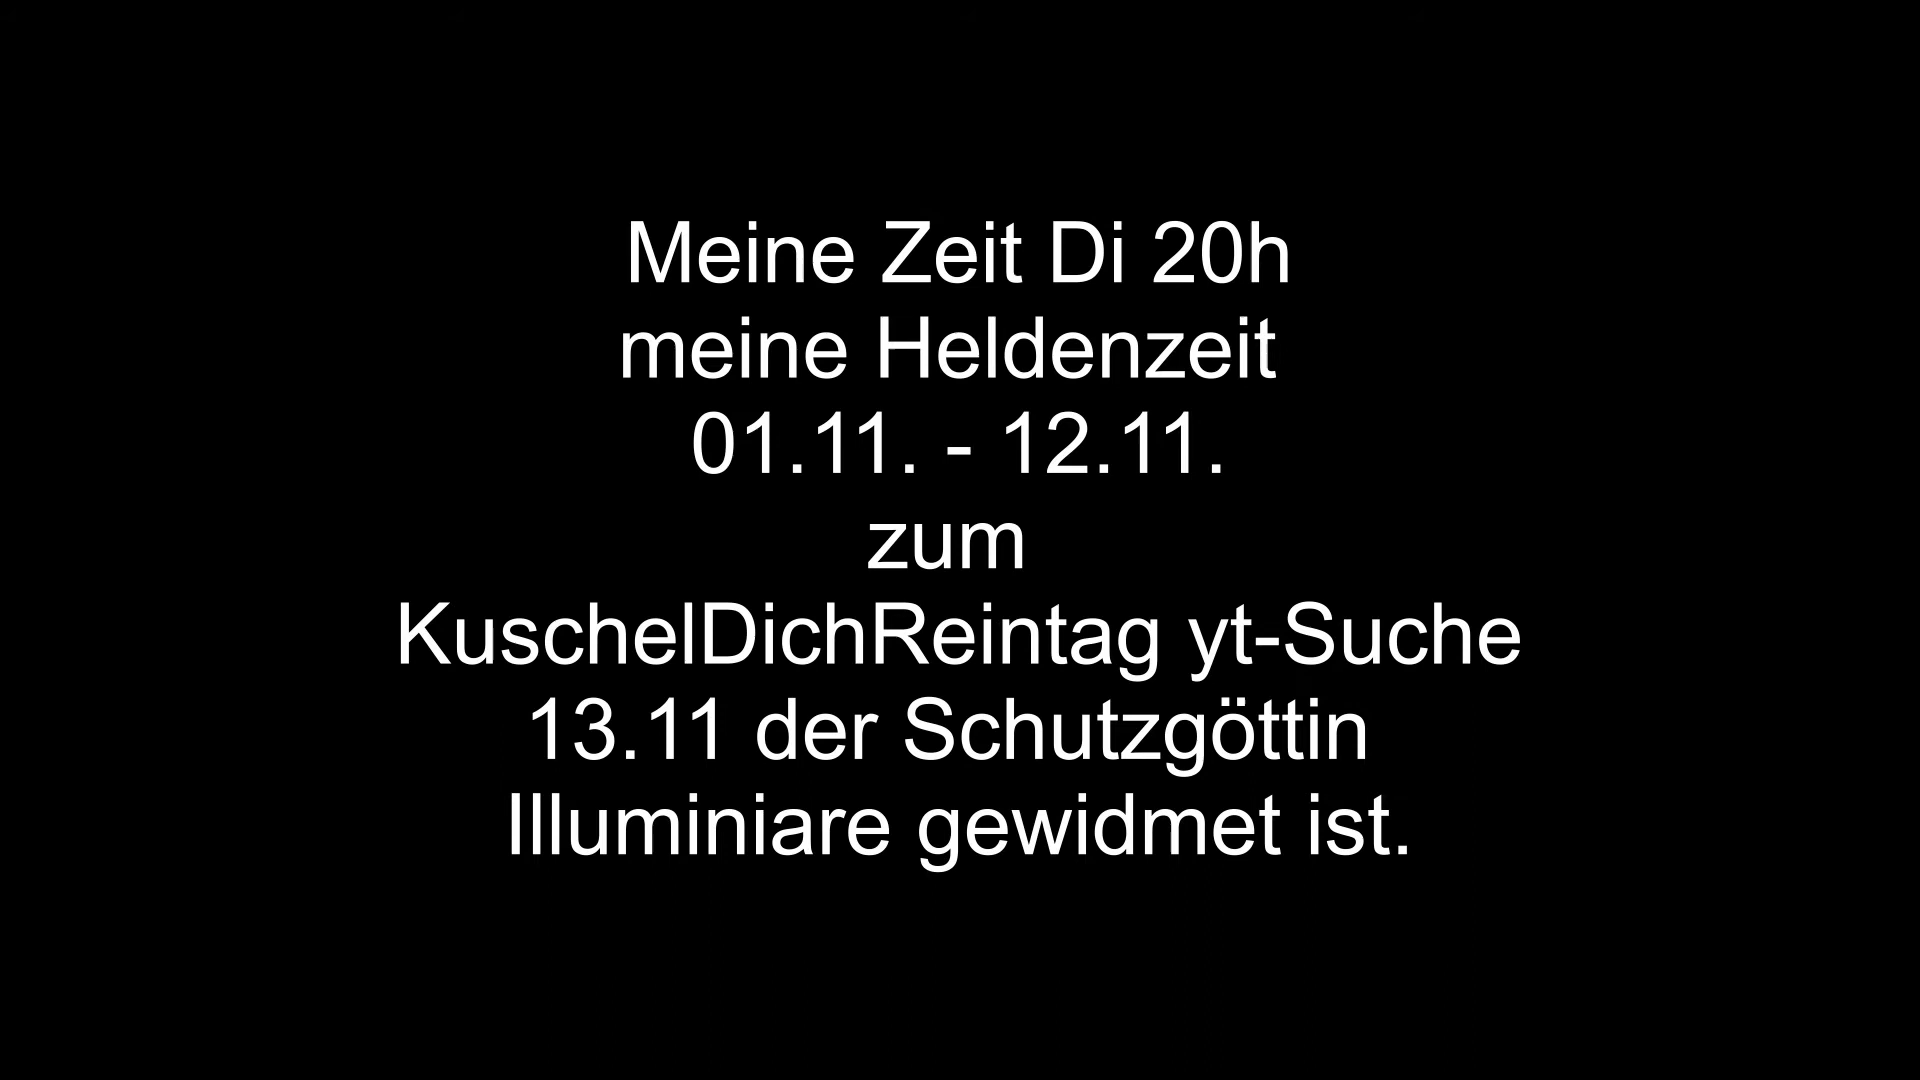 Meine Zeit Di 20h
meine Heldenzeit
01.11. - 12.11.
zum
KuschelDichReintag yt-Suche
13.11 der Schutzgöttin
Illuminiare gewidmet ist.